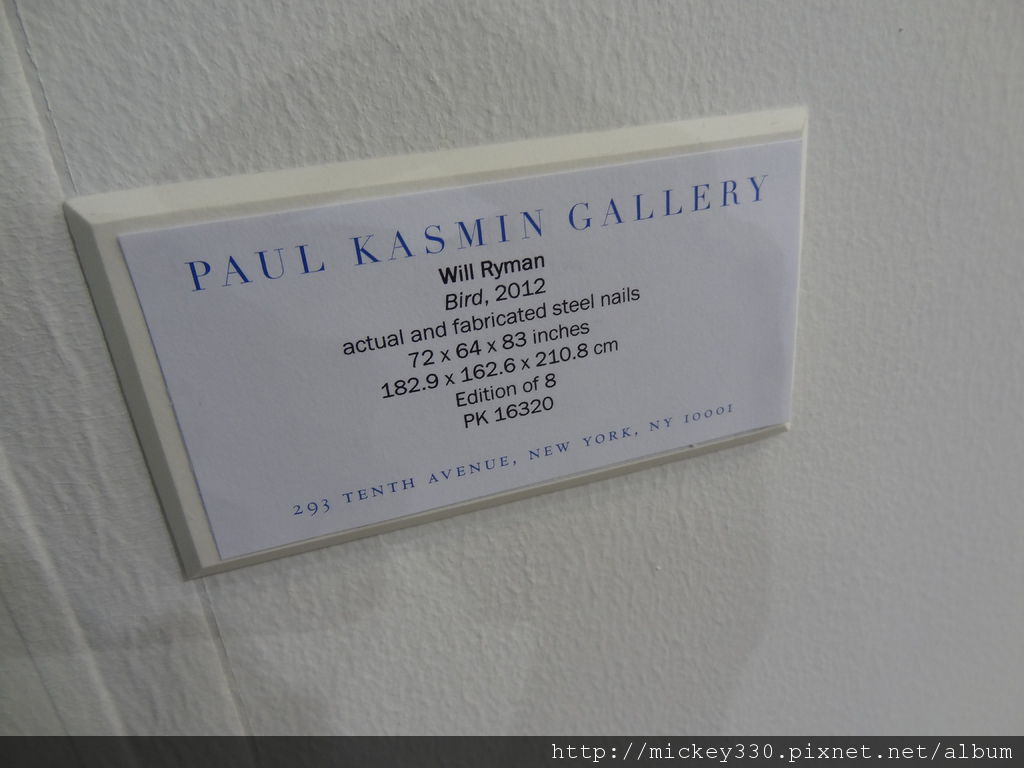 PAUL KASMIN GALLERY
Will Ryman
Bird, 2012
actual and fabricated steel nails
72 x 64 x 83 inches
182.9 x 162.6 x 210.8 cm
Edition of 8
PK 16320
293 TENTH AVENUE, NEW YORK, NY 10001
http://mickey330.pixnet.net/album